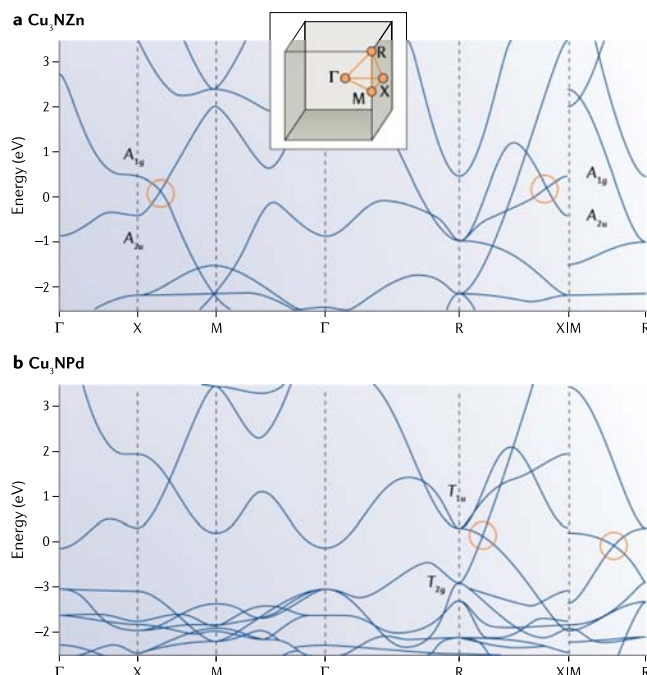 a Cu₃NZn
3
2
1
0
−1
−2
Energy (eV)
A₁g
A₂u
A₁g
A₂u
Γ
R
M
X
Γ X M Γ R X|M R
b Cu₃NPd
3
2
1
0
−3
−2
Energy (eV)
T₁u
T₂g
Γ X M Γ R X|M R